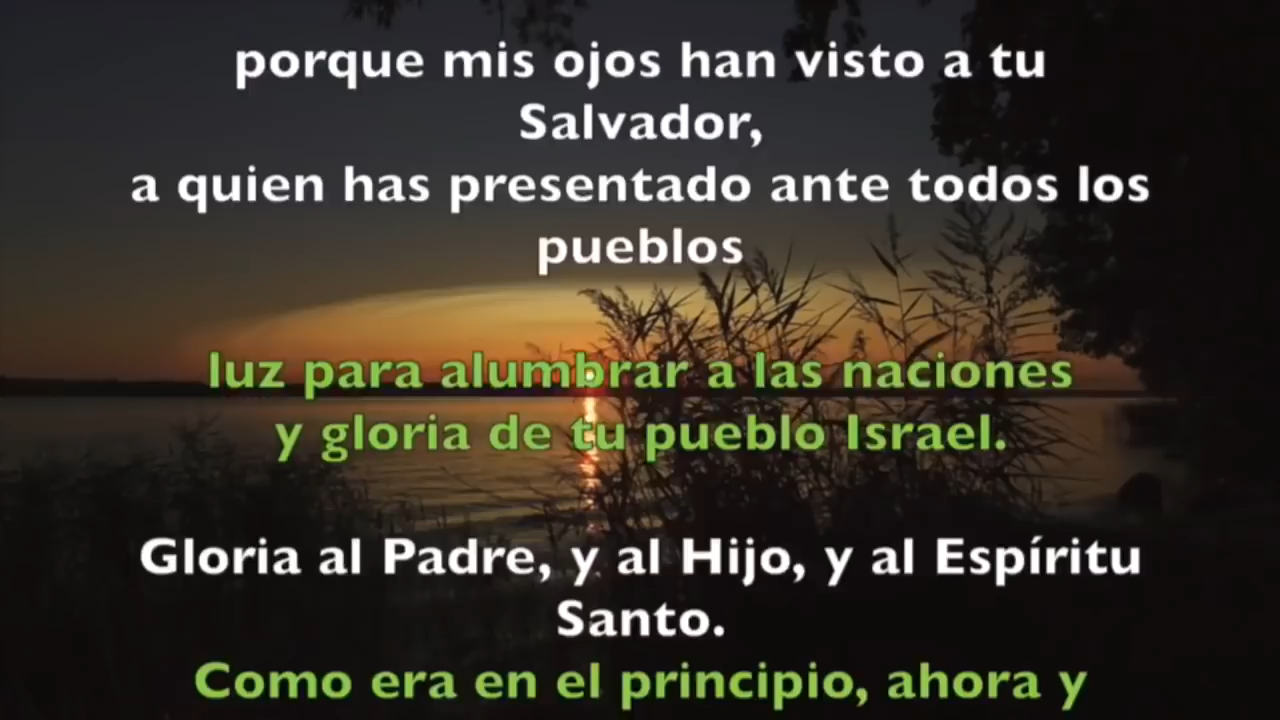 porque mis ojos han visto a tu
Salvador,
a quien has presentado ante todos los
pueblos
luz para alumbrar a las naciones
y gloria de tu pueblo Israel.
Gloria al Padre, y al Hijo, y al Espíritu
Santo.
Como era en el principio, ahora y